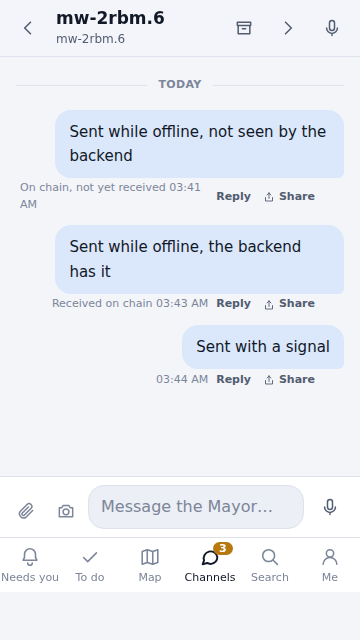 mw-2rbm.6
mw-2rbm.6
TODAY
Sent while offline, not seen by the
backend
On chain, not yet received 03:41
AM
Reply Share
Sent while offline, the backend
has it
Received on chain 03:43 AM Reply Share
Sent with a signal
03:44 AM Reply Share
Message the Mayor...
3
Needs you To do Map Channels Search Me